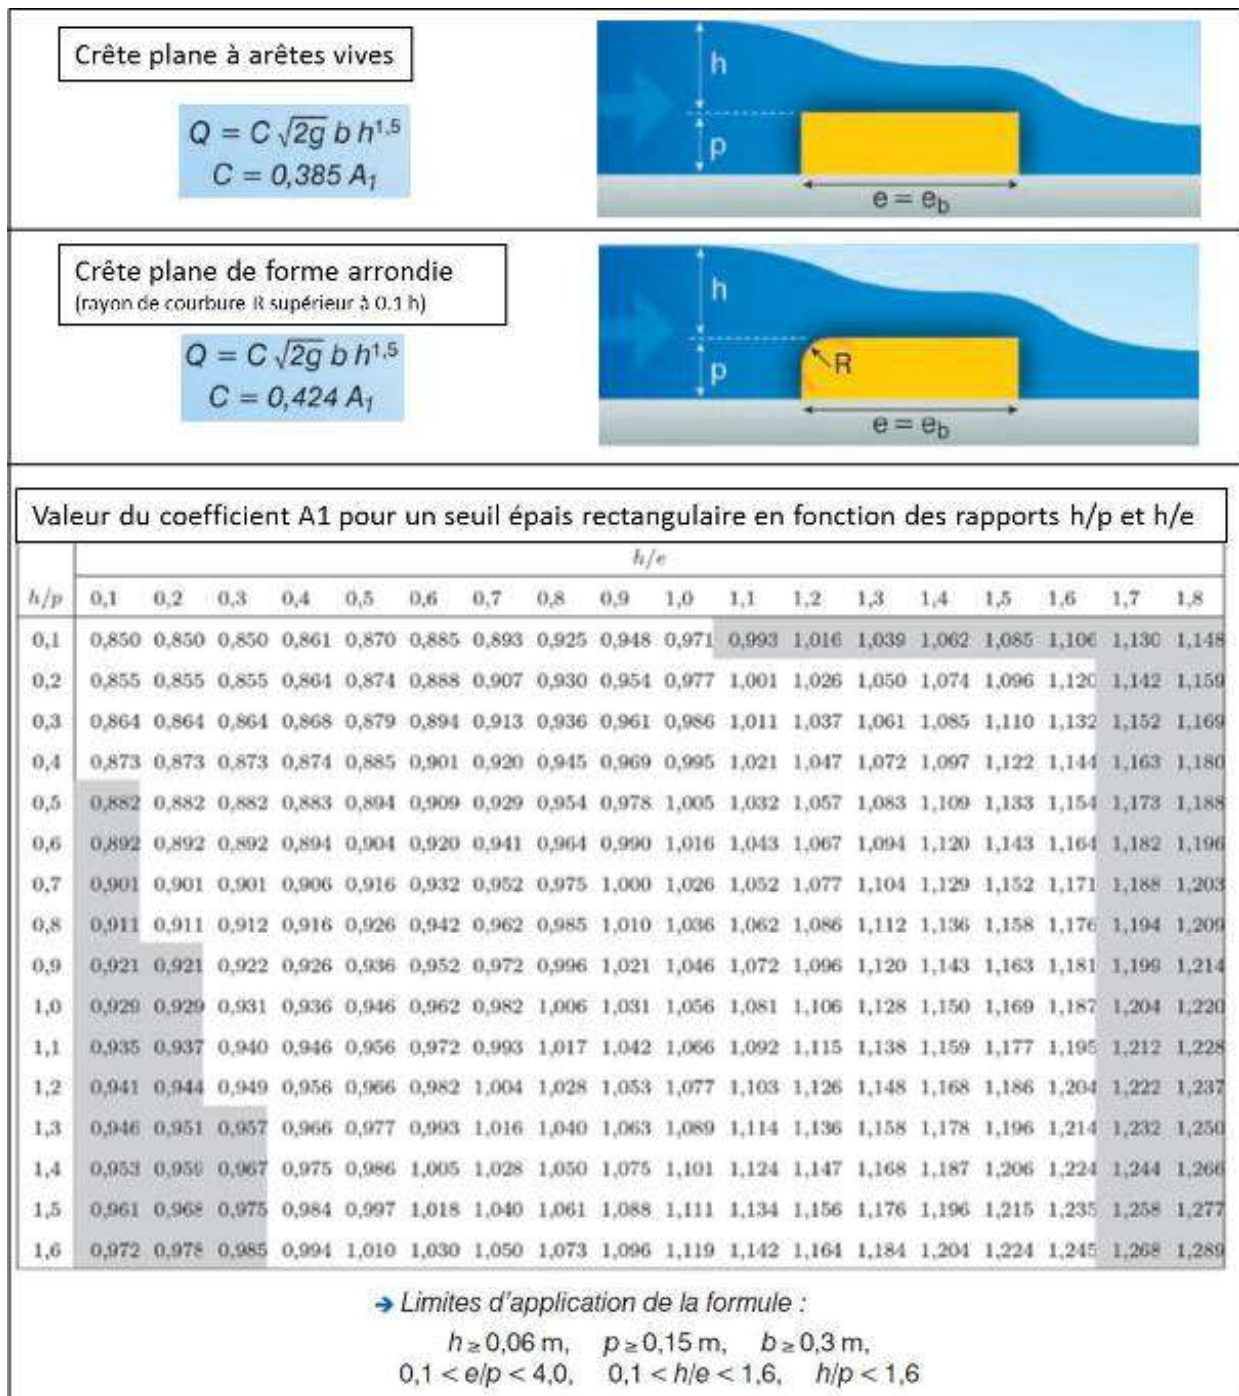 Crête plane à arêtes vives
Q = C √2g b h^1,5
C = 0,385 A1
h
p
e = eb
Crête plane de forme arrondie
(rayon de courbure R supérieur à 0.1 h)
Q = C √2g b h^1,5
C = 0,424 A1
h
p
R
e = eb
Valeur du coefficient A1 pour un seuil épais rectangulaire en fonction des rapports h/p et h/e
h/e
h/p 0,1 0,2 0,3 0,4 0,5 0,6 0,7 0,8 0,9 1,0 1,1 1,2 1,3 1,4 1,5 1,6 1,7 1,8
0,1 0,850 0,850 0,850 0,861 0,870 0,885 0,893 0,925 0,948 0,971 0,993 1,016 1,039 1,062 1,085 1,106 1,130 1,148
0,2 0,855 0,855 0,855 0,864 0,874 0,888 0,907 0,930 0,954 0,977 1,001 1,026 1,050 1,074 1,096 1,120 1,142 1,159
0,3 0,864 0,864 0,864 0,868 0,879 0,894 0,913 0,936 0,961 0,986 1,011 1,037 1,061 1,085 1,110 1,132 1,152 1,169
0,4 0,873 0,873 0,873 0,874 0,885 0,901 0,920 0,945 0,969 0,995 1,021 1,047 1,072 1,097 1,122 1,144 1,163 1,180
0,5 0,882 0,882 0,882 0,883 0,894 0,909 0,929 0,954 0,978 1,005 1,032 1,057 1,083 1,109 1,133 1,154 1,173 1,188
0,6 0,892 0,892 0,892 0,894 0,904 0,920 0,941 0,964 0,990 1,016 1,043 1,067 1,094 1,120 1,143 1,164 1,182 1,196
0,7 0,901 0,901 0,901 0,906 0,916 0,932 0,952 0,975 1,000 1,026 1,052 1,077 1,104 1,129 1,152 1,171 1,188 1,203
0,8 0,911 0,911 0,912 0,916 0,926 0,942 0,962 0,985 1,010 1,036 1,062 1,086 1,112 1,136 1,158 1,176 1,194 1,209
0,9 0,921 0,921 0,922 0,926 0,936 0,952 0,972 0,996 1,021 1,046 1,072 1,096 1,120 1,143 1,163 1,181 1,199 1,214
1,0 0,929 0,929 0,931 0,936 0,946 0,962 0,982 1,006 1,031 1,056 1,081 1,106 1,128 1,150 1,169 1,187 1,204 1,220
1,1 0,935 0,937 0,940 0,946 0,956 0,972 0,993 1,017 1,042 1,066 1,092 1,115 1,138 1,159 1,177 1,195 1,212 1,228
1,2 0,941 0,944 0,949 0,956 0,966 0,982 1,004 1,028 1,053 1,077 1,103 1,126 1,148 1,168 1,186 1,204 1,222 1,237
1,3 0,946 0,951 0,957 0,966 0,977 0,993 1,016 1,040 1,063 1,089 1,114 1,136 1,158 1,178 1,196 1,214 1,232 1,250
1,4 0,953 0,959 0,967 0,975 0,986 1,005 1,028 1,050 1,075 1,101 1,124 1,147 1,168 1,187 1,206 1,224 1,244 1,266
1,5 0,961 0,968 0,975 0,984 0,997 1,018 1,040 1,061 1,088 1,111 1,134 1,156 1,176 1,196 1,215 1,235 1,258 1,277
1,6 0,972 0,978 0,985 0,994 1,010 1,030 1,050 1,073 1,096 1,119 1,142 1,164 1,184 1,204 1,224 1,245 1,268 1,289
→ Limites d'application de la formule :
h ≥ 0,06 m, p ≥ 0,15 m, b ≥ 0,3 m,
0,1 < e/p < 4,0, 0,1 < h/e < 1,6, h/p < 1,6